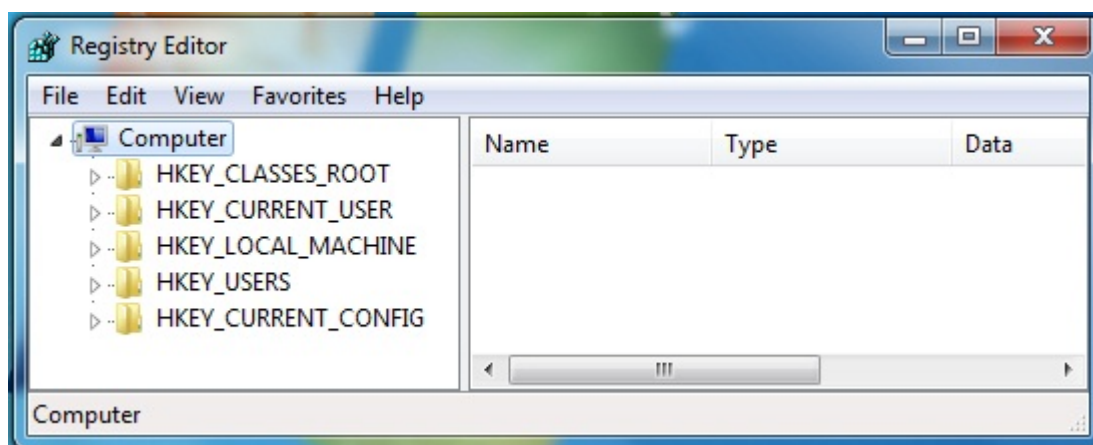 Registry Editor
File Edit View Favorites Help
Computer
HKEY_CLASSES_ROOT
HKEY_CURRENT_USER
HKEY_LOCAL_MACHINE
HKEY_USERS
HKEY_CURRENT_CONFIG
Name Type Data
Computer